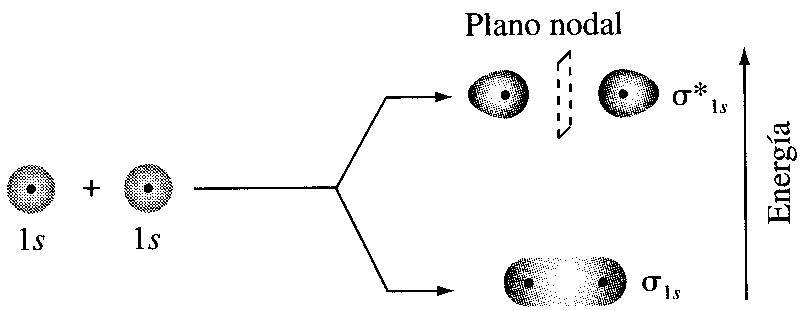 Plano nodal
σ*1s
+
1s
1s
Energía
σ1s